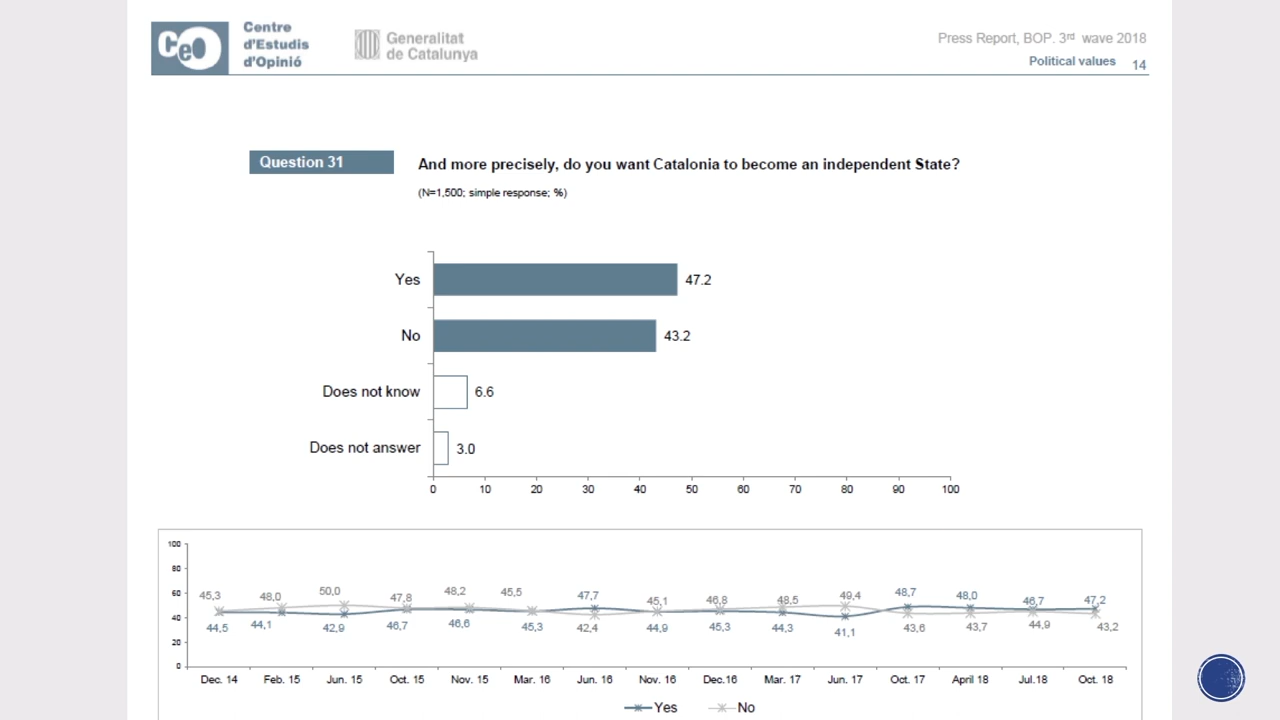 CeO
Centre
d'Estudis
d'Opinió
Generalitat
de Catalunya
Press Report, BOP. 3rd wave 2018
Political values 14
Question 31
And more precisely, do you want Catalonia to become an independent State?
(N=1,500; simple response; %)
Yes 47.2
No 43.2
Does not know 6.6
Does not answer 3.0
0 10 20 30 40 50 60 70 80 90 100
100
80
60
40
20
0
45,3 48,0 50,0 47,8 48,2 45,5 47,7 45,1 46,8 48,5 49,4 48,7 48,0 46,7 47,2
44,5 44,1 42,9 46,7 46,6 45,3 42,4 44,9 45,3 44,3 41,1 43,6 43,7 44,9 43,2
Dec. 14 Feb. 15 Jun. 15 Oct. 15 Nov. 15 Mar. 16 Jun. 16 Nov. 16 Dec.16 Mar. 17 Jun. 17 Oct. 17 April 18 Jul.18 Oct. 18
Yes No